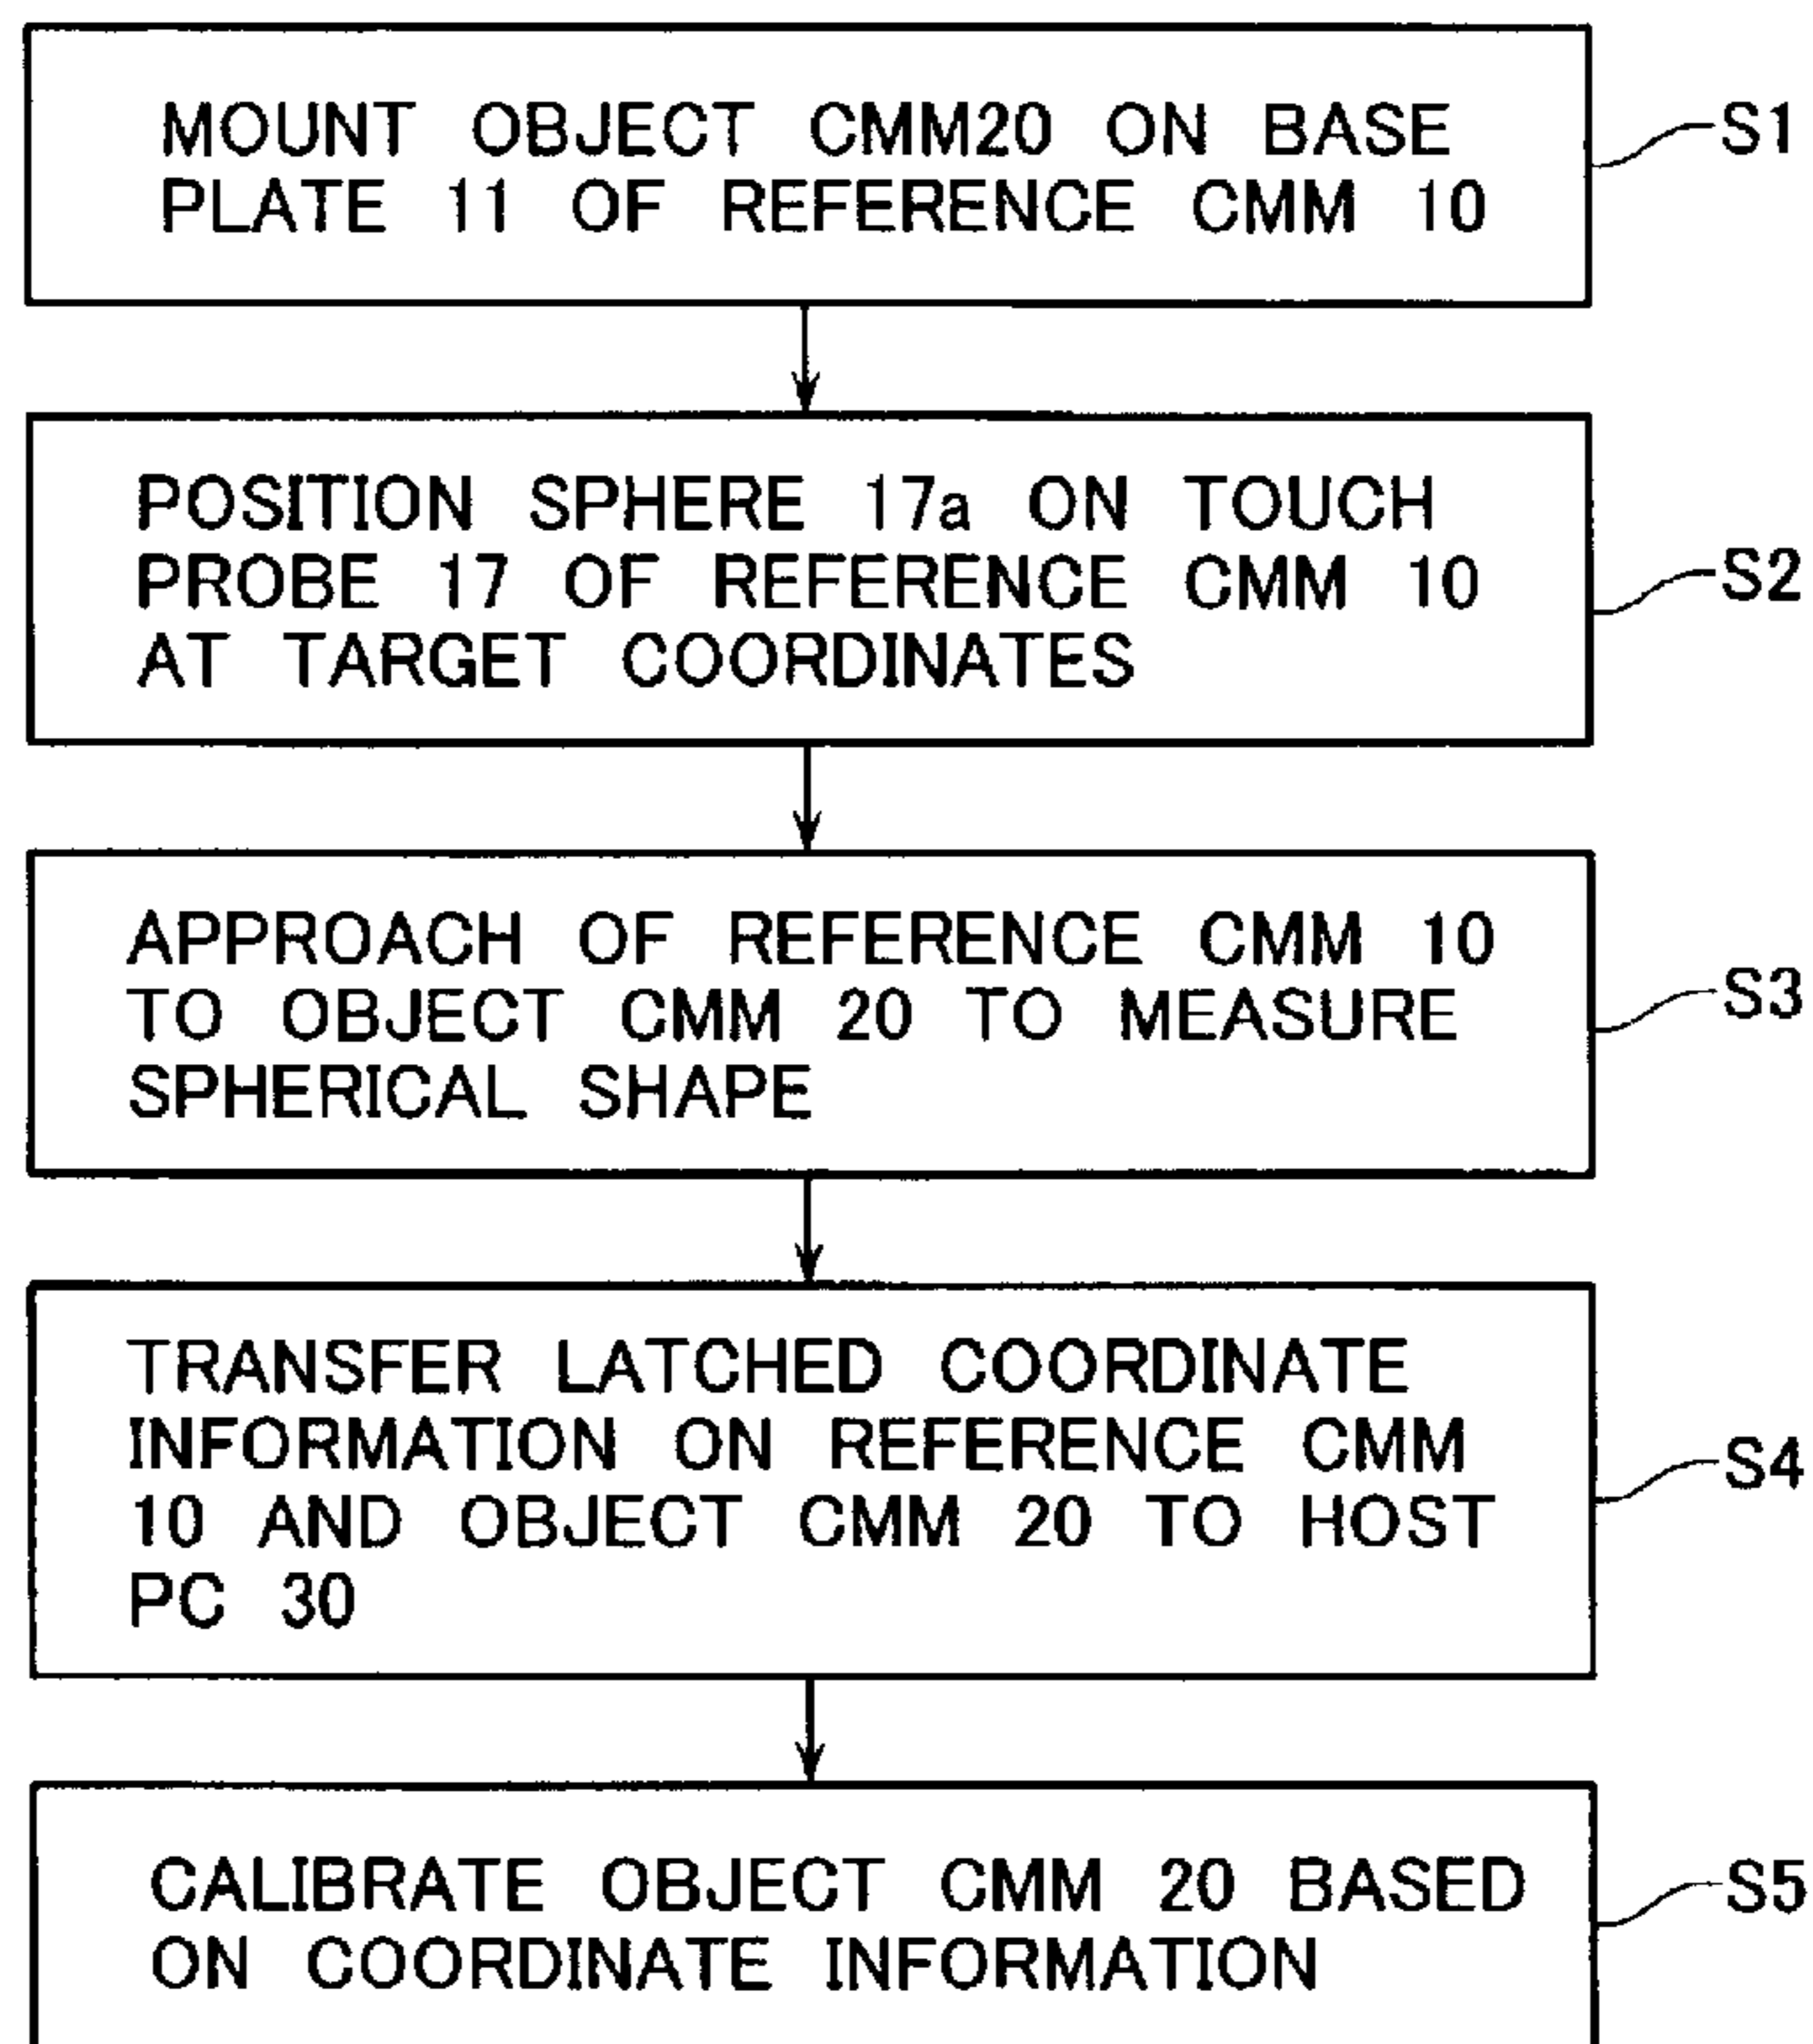 MOUNT OBJECT CMM20 ON BASE
PLATE 11 OF REFERENCE CMM 10
S1
POSITION SPHERE 17a ON TOUCH
PROBE 17 OF REFERENCE CMM 10
AT TARGET COORDINATES
S2
APPROACH OF REFERENCE CMM 10
TO OBJECT CMM 20 TO MEASURE
SPHERICAL SHAPE
S3
TRANSFER LATCHED COORDINATE
INFORMATION ON REFERENCE CMM
10 AND OBJECT CMM 20 TO HOST
PC 30
S4
CALIBRATE OBJECT CMM 20 BASED
ON COORDINATE INFORMATION
S5